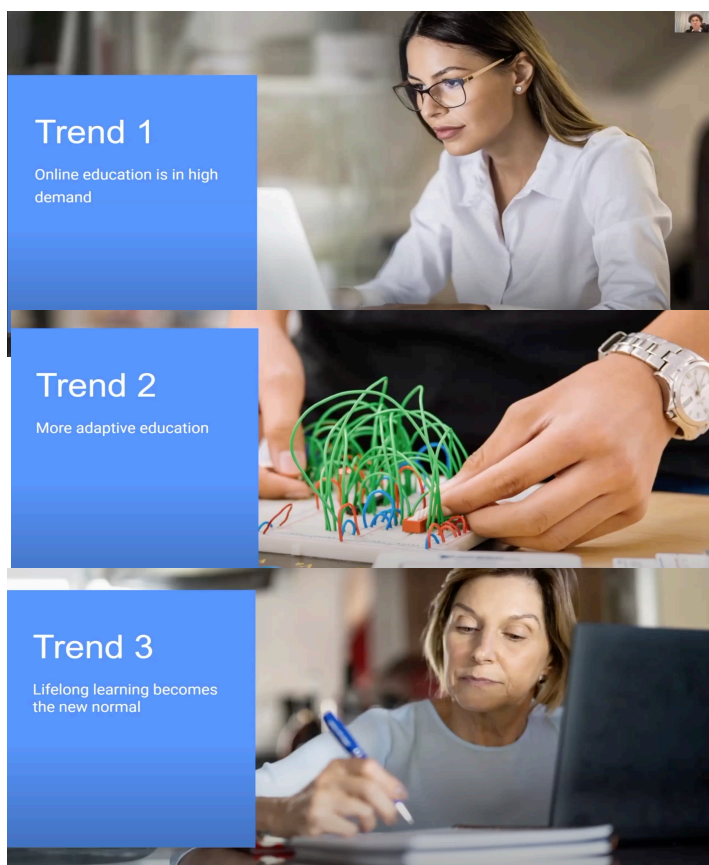 Trend 1
Online education is in high
demand
Trend 2
More adaptive education
Trend 3
Lifelong learning becomes
the new normal